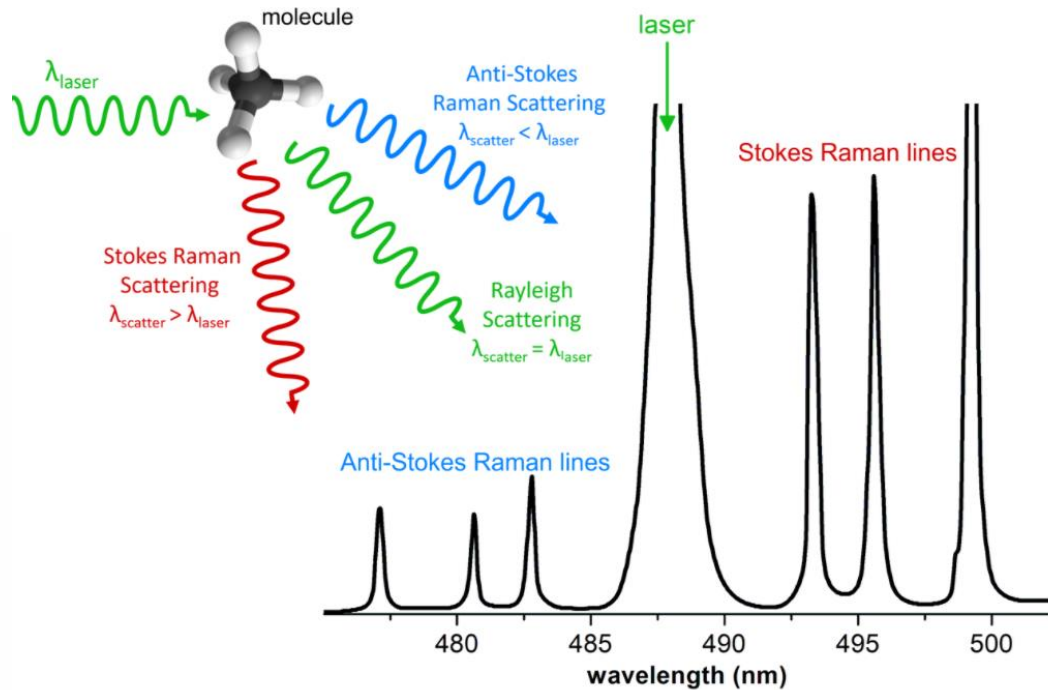 molecule
λlaser
Anti-Stokes
Raman Scattering
λscatter < λlaser
laser
Stokes Raman lines
Stokes Raman
Scattering
λscatter > λlaser
Rayleigh
Scattering
λscatter = λlaser
Anti-Stokes Raman lines
480 485 490 495 500
wavelength (nm)